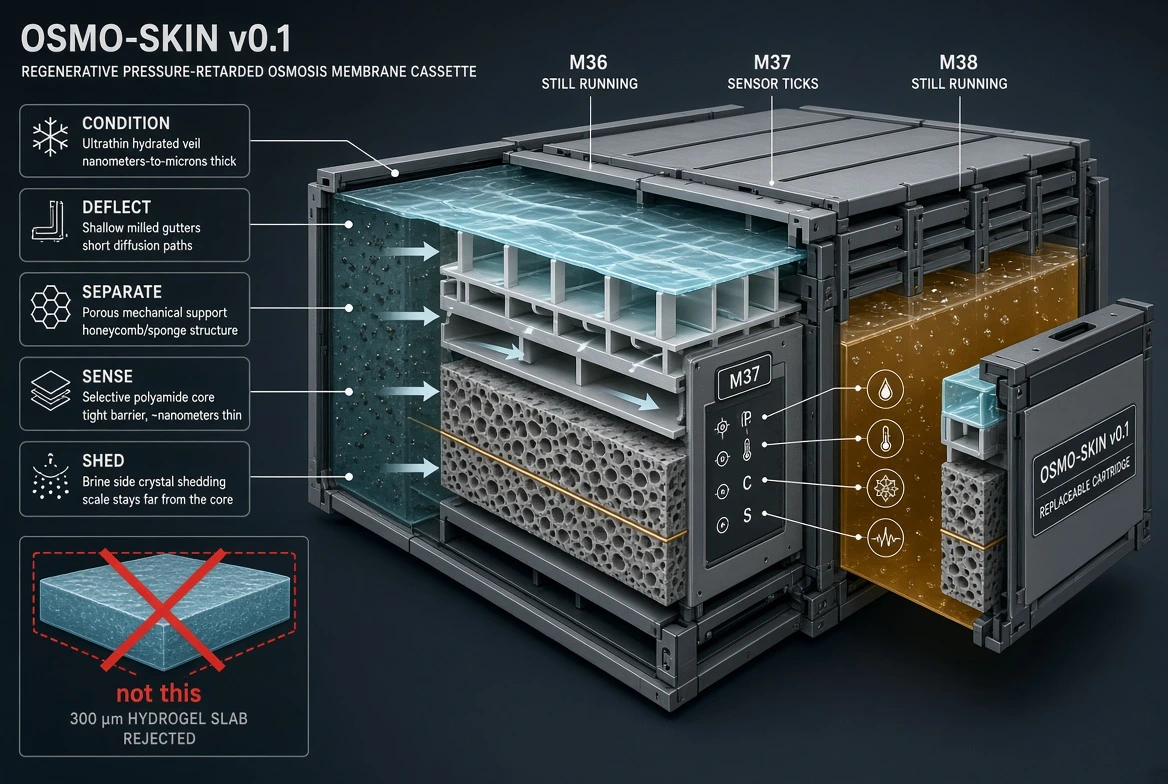 OSMO-SKIN v0.1
REGENERATIVE PRESSURE-RETARDED OSMOSIS MEMBRANE CASSETTE
M36
STILL RUNNING
M37
SENSOR TICKS
M38
STILL RUNNING
CONDITION
Ultrathin hydrated veil
nanometers-to-microns thick
DEFLECT
Shallow milled gutters
short diffusion paths
SEPARATE
Porous mechanical support
honeycomb/sponge structure
SENSE
Selective polyamide core
tight barrier, ~nanometers thin
SHED
Brine side crystal shedding
scale stays far from the core
M37
P
C
S
OSMO-SKIN v0.1
REPLACEABLE CARTRIDGE
not this
300 µm HYDROGEL SLAB
REJECTED